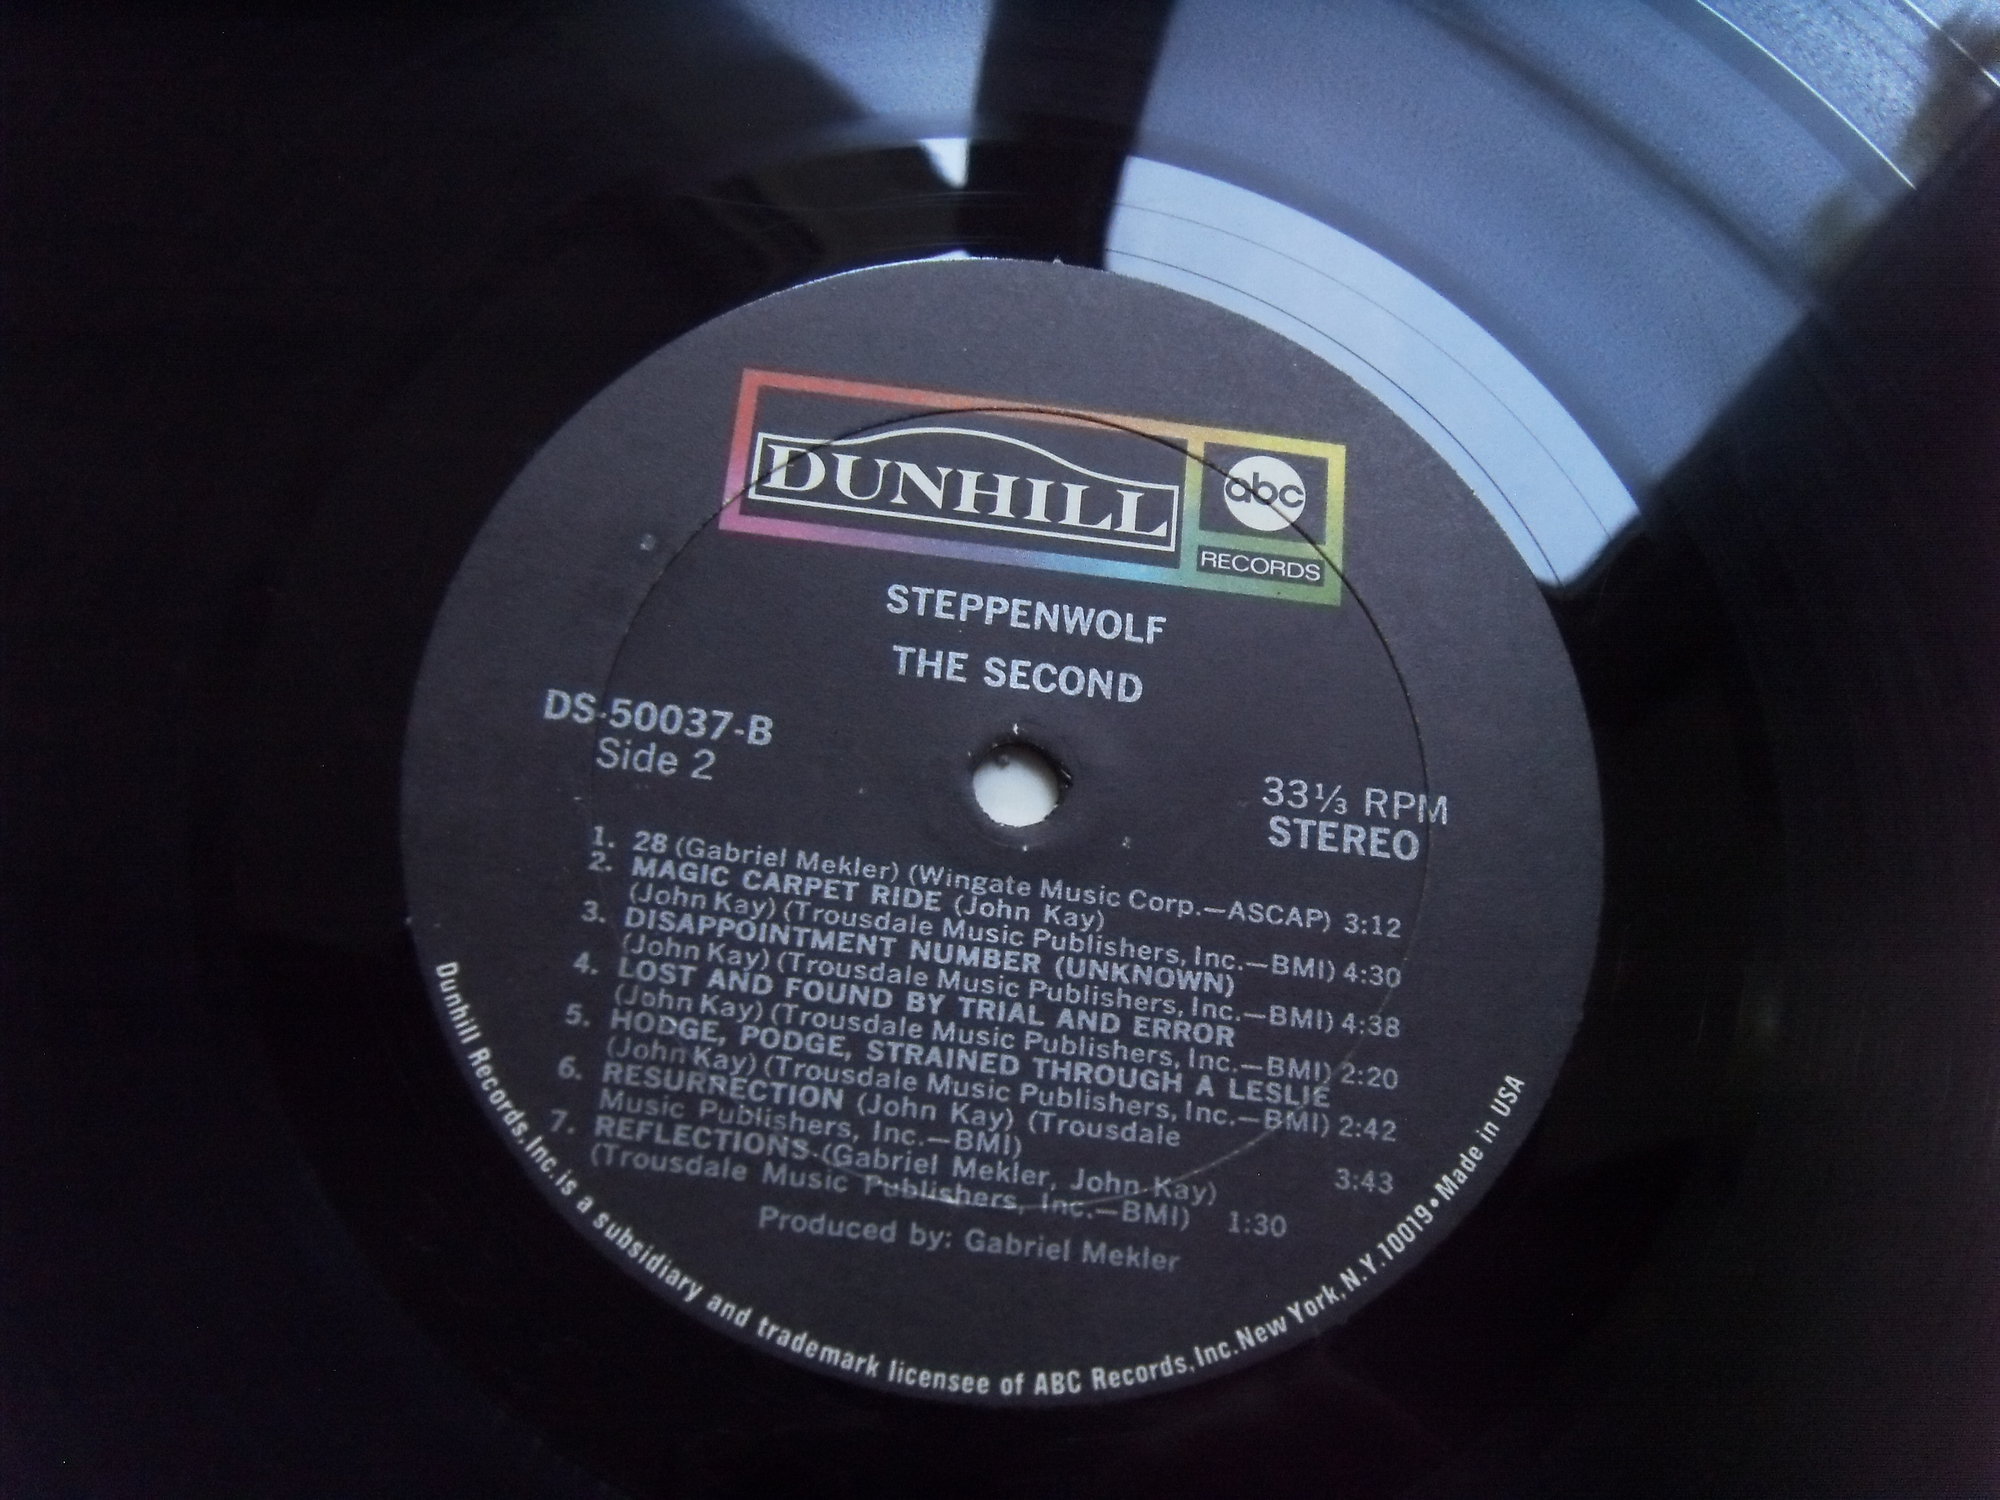 DUNHILL
abc
RECORDS
STEPPENWOLF
THE SECOND
DS-50037-B
Side 2
33⅓ RPM
STEREO
1. 28 (Gabriel Mekler) (Wingate Music Corp.—ASCAP) 3:12
2. MAGIC CARPET RIDE (John Kay)
(John Kay) (Trousdale Music Publishers, Inc.—BMI) 4:30
3. DISAPPOINTMENT NUMBER (UNKNOWN)
(John Kay) (Trousdale Music Publishers, Inc.—BMI) 4:38
4. LOST AND FOUND BY TRIAL AND ERROR
(John Kay) (Trousdale Music Publishers, Inc.—BMI) 2:20
5. HODGE, PODGE, STRAINED THROUGH A LESLIE
(John Kay) (Trousdale Music Publishers, Inc.—BMI) 2:42
6. RESURRECTION (John Kay) (Trousdale
Music Publishers, Inc.—BMI) 3:43
7. REFLECTIONS (Gabriel Mekler, John Kay)
(Trousdale Music Publishers, Inc.—BMI) 1:30
Produced by: Gabriel Mekler
Dunhill Records, Inc. is a subsidiary and trademark licensee of ABC Records, Inc. New York, N.Y. 10019 • Made in USA